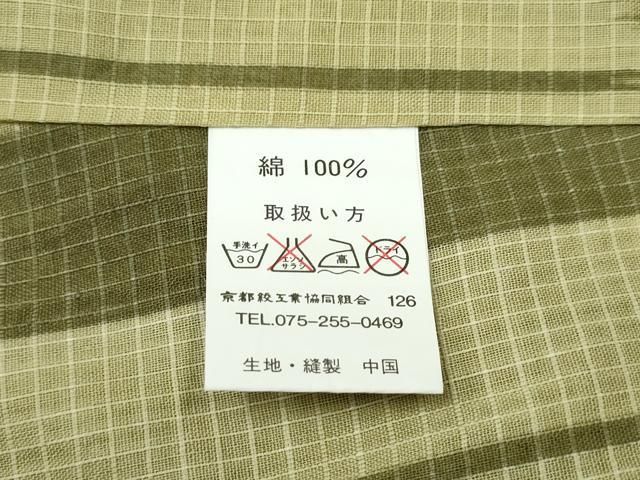 綿 100%
取扱い方
手洗イ 30 エンソ サラシ 高 ドライ
京都絞工業協同組合 126
TEL.075-255-0469
生地・縫製 中国